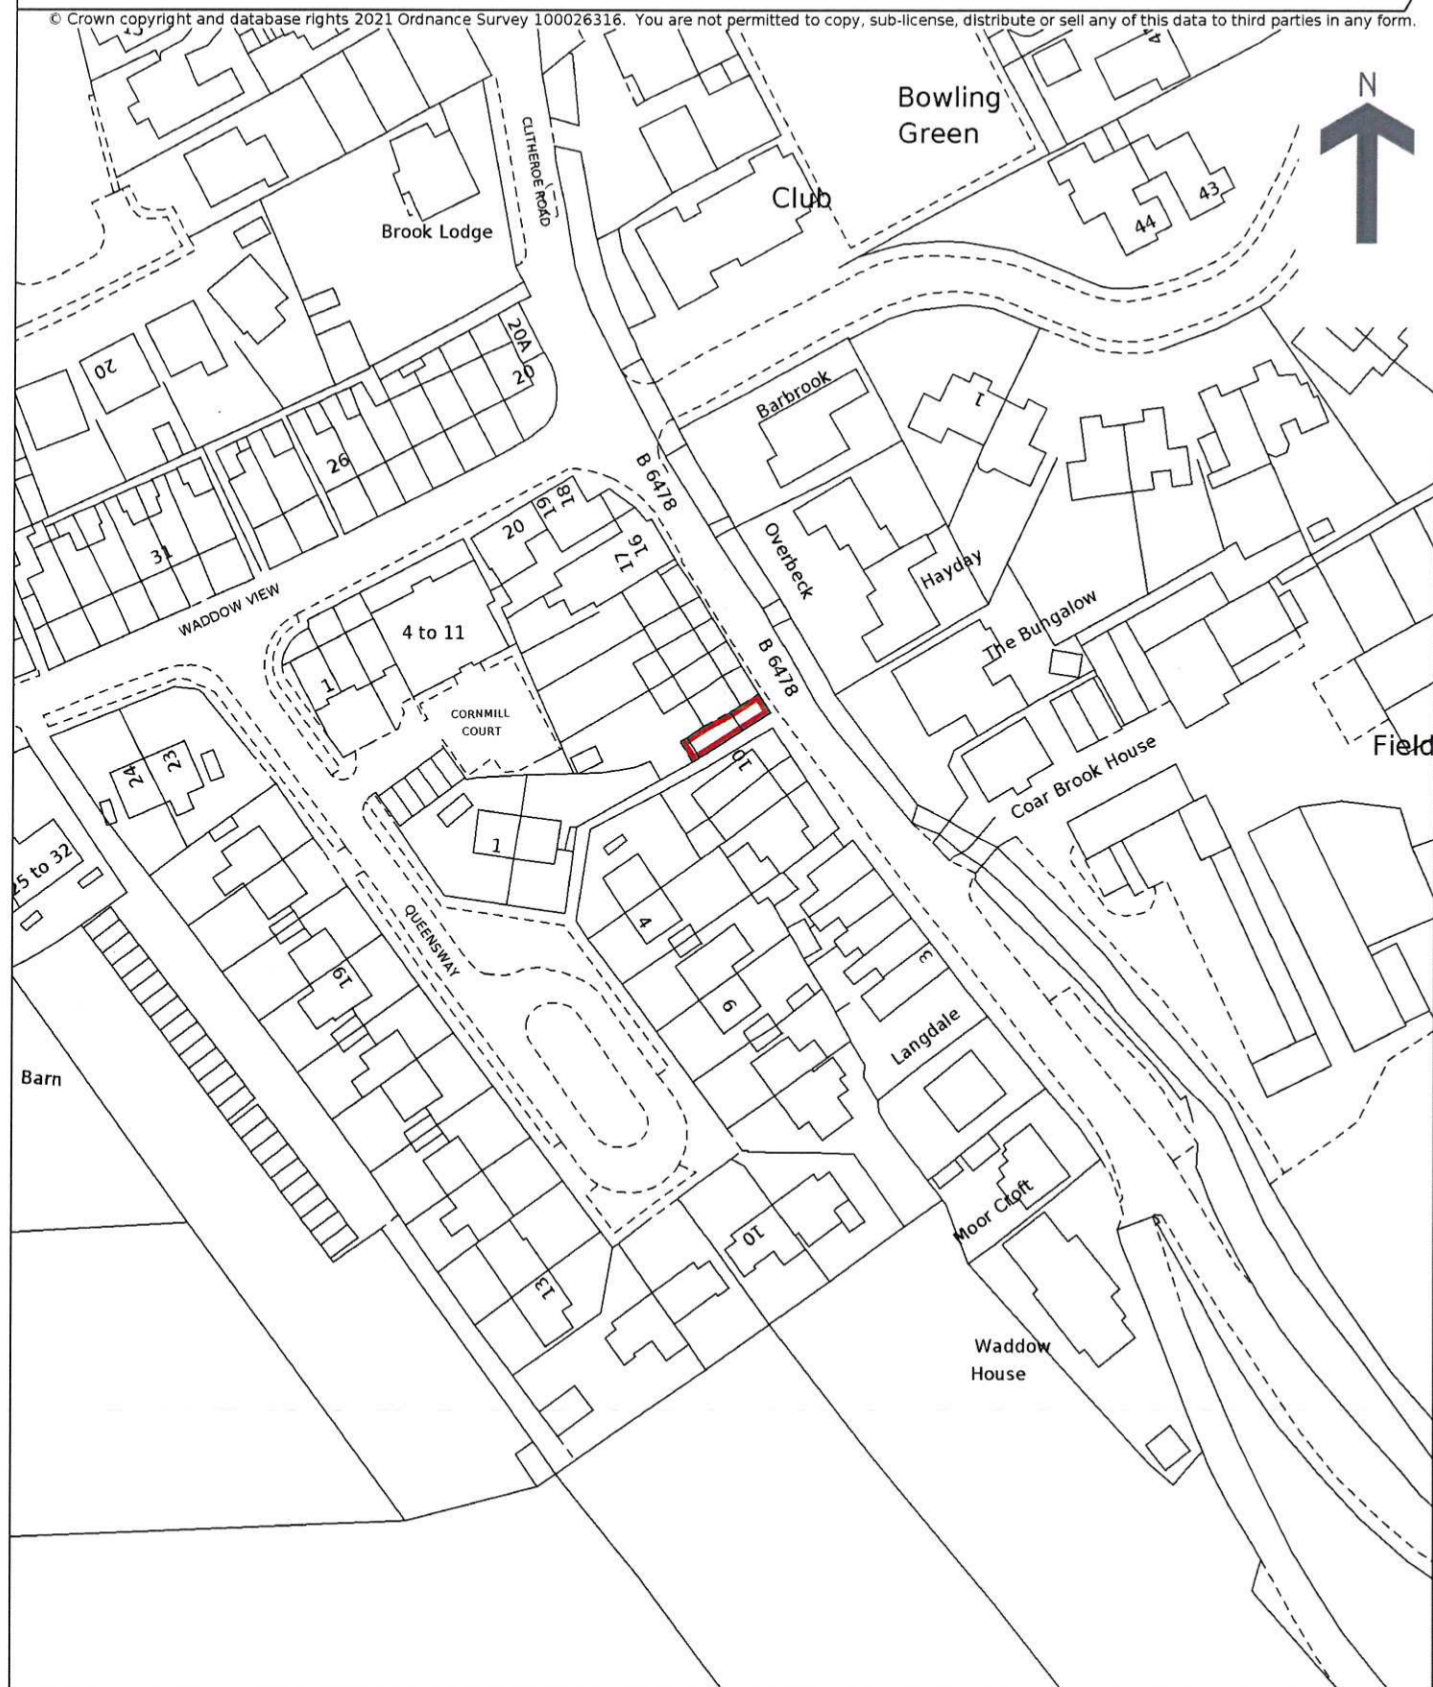 © Crown copyright and database rights 2021 Ordnance Survey 100026316. You are not permitted to copy, sub-license, distribute or sell any of this data to third parties in any form.
N
Bowling
Green
Club
43
44
CLITHEROE ROAD
Brook Lodge
20A
20
20
Barbrook
1
26
B 6478
18
19
20
16
17
31
Overbeck
Hayday
WADDOW VIEW
4 to 11
The Bungalow
1
B 6478
CORNMILL
COURT
10
Coar Brook House
Field
24
23
1
25 to 32
4
QUEENSWAY
3
19
6
Langdale
Barn
Moor Croft
10
13
Waddow
House